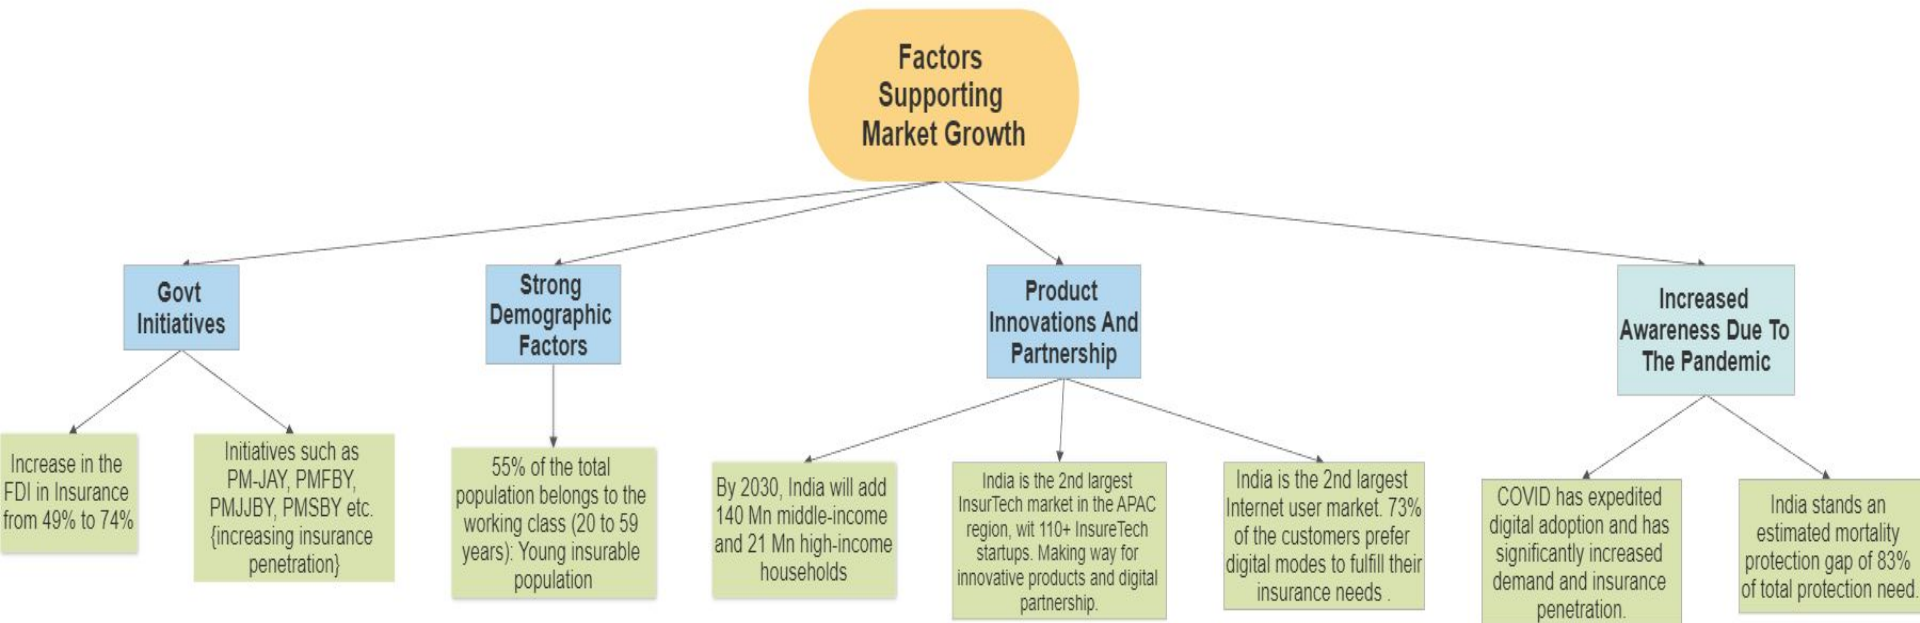 Factors
Supporting
Market Growth
Govt
Initiatives
Strong
Demographic
Factors
Product
Innovations And
Partnership
Increased
Awareness Due To
The Pandemic
Increase in the
FDI in Insurance
from 49% to 74%
Initiatives such as
PM-JAY, PMFBY,
PMJJBY, PMSBY etc.
{increasing insurance
penetration}
55% of the total
population belongs to the
working class (20 to 59
years): Young insurable
population
By 2030, India will add
140 Mn middle-income
and 21 Mn high-income
households
India is the 2nd largest
InsurTech market in the APAC
region, wit 110+ InsureTech
startups. Making way for
innovative products and digital
partnership.
India is the 2nd largest
Internet user market. 73%
of the customers prefer
digital modes to fulfill their
insurance needs .
COVID has expedited
digital adoption and has
significantly increased
demand and insurance
penetration.
India stands an
estimated mortality
protection gap of 83%
of total protection need.